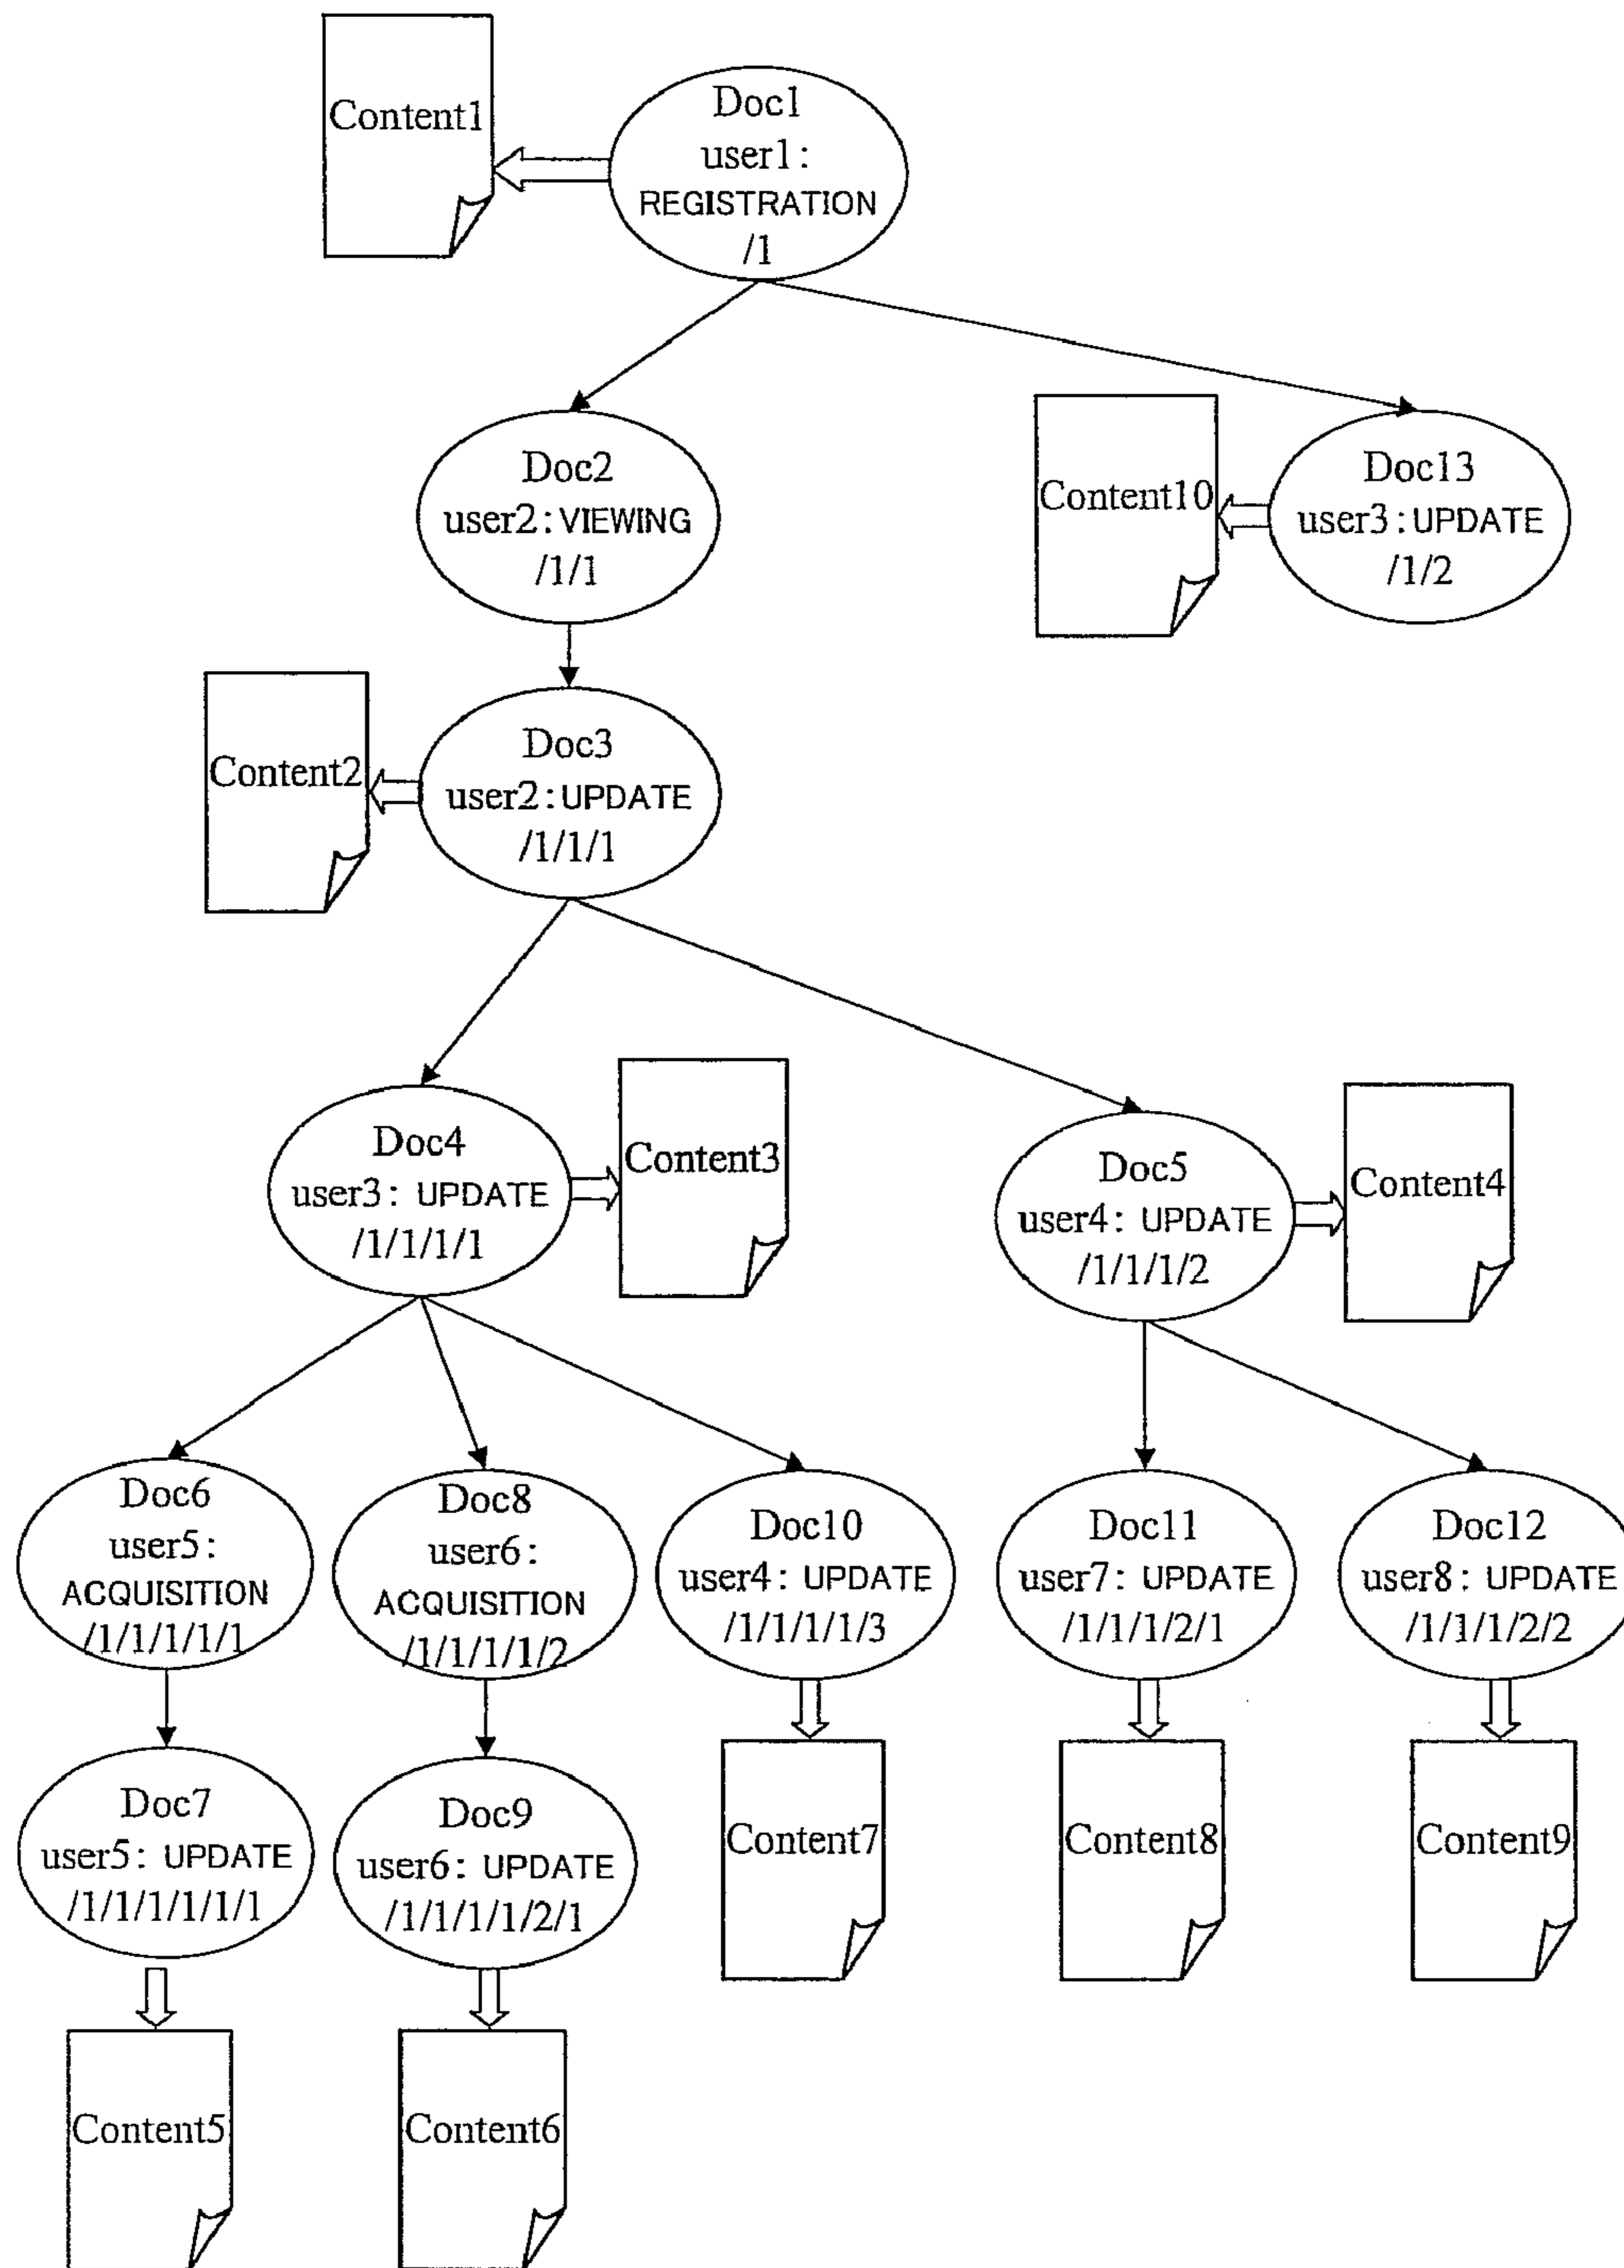 Content1
Doc1
user1:
REGISTRATION
/1
Doc2
user2:VIEWING
/1/1
Content10
Doc13
user3:UPDATE
/1/2
Content2
Doc3
user2:UPDATE
/1/1/1
Doc4
user3: UPDATE
/1/1/1/1
Content3
Doc5
user4: UPDATE
/1/1/1/2
Content4
Doc6
user5:
ACQUISITION
/1/1/1/1/1
Doc8
user6:
ACQUISITION
/1/1/1/1/2
Doc10
user4: UPDATE
/1/1/1/1/3
Doc11
user7: UPDATE
/1/1/1/2/1
Doc12
user8: UPDATE
/1/1/1/2/2
Doc7
user5: UPDATE
/1/1/1/1/1/1
Doc9
user6: UPDATE
/1/1/1/1/2/1
Content7
Content8
Content9
Content5
Content6